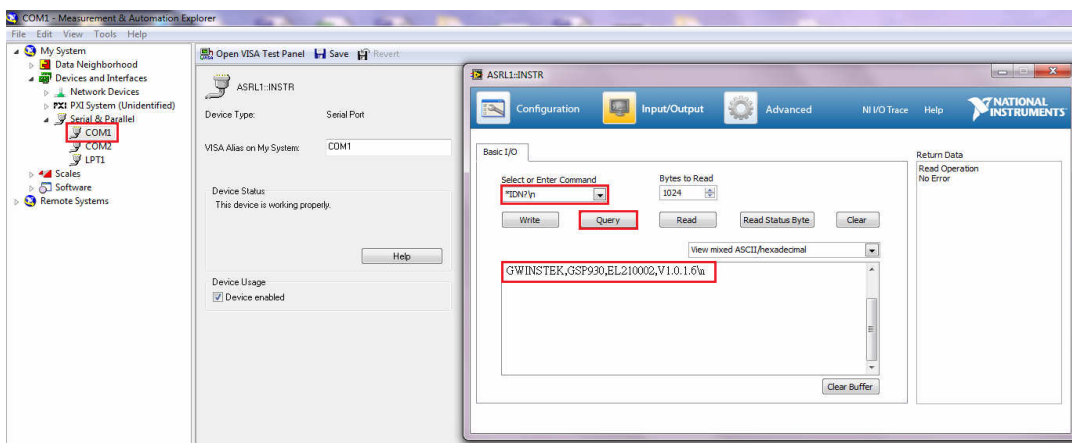 COM1 - Measurement & Automation Explorer
File Edit View Tools Help
My System
Data Neighborhood
Devices and Interfaces
Network Devices
PXI PXI System (Unidentified)
Serial & Parallel
COM1
COM2
LPT1
Scales
Software
Remote Systems
Open VISA Test Panel Save Revert
ASRL1::INSTR
Device Type: Serial Port
VISA Alias on My System: COM1
Device Status
This device is working properly.
Help
Device Usage
Device enabled
ASRL1::INSTR
Configuration Input/Output Advanced NI I/O Trace Help NATIONAL INSTRUMENTS
Basic I/O
Select or Enter Command Bytes to Read
*IDN?\n 1024
Write Query Read Read Status Byte Clear
View mixed ASCII/hexadecimal
GWINSTEK,GSP930,EL210002,V1.0.1.6\n
Clear Buffer
Return Data
Read Operation
No Error